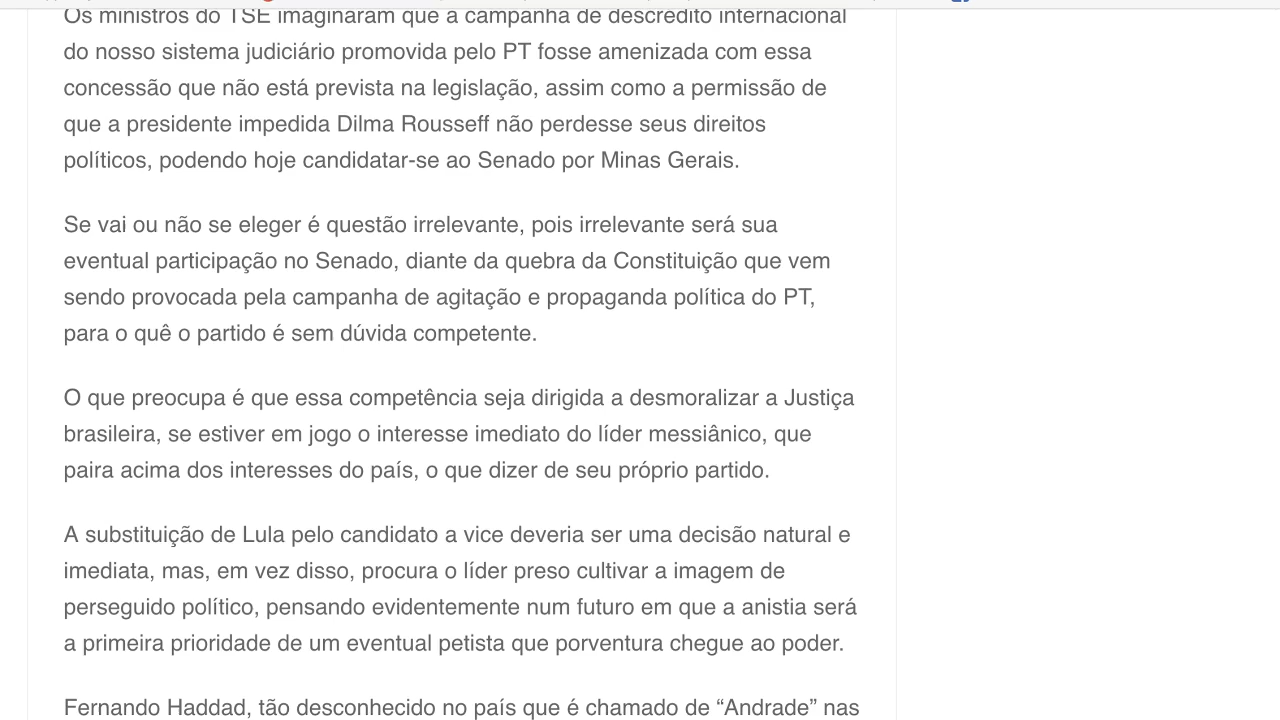 Os ministros do TSE imaginaram que a campanha de descrédito internacional
do nosso sistema judiciário promovida pelo PT fosse amenizada com essa
concessão que não está prevista na legislação, assim como a permissão de
que a presidente impedida Dilma Rousseff não perdesse seus direitos
políticos, podendo hoje candidatar-se ao Senado por Minas Gerais.
Se vai ou não se eleger é questão irrelevante, pois irrelevante será sua
eventual participação no Senado, diante da quebra da Constituição que vem
sendo provocada pela campanha de agitação e propaganda política do PT,
para o quê o partido é sem dúvida competente.
O que preocupa é que essa competência seja dirigida a desmoralizar a Justiça
brasileira, se estiver em jogo o interesse imediato do líder messiânico, que
paira acima dos interesses do país, o que dizer de seu próprio partido.
A substituição de Lula pelo candidato a vice deveria ser uma decisão natural e
imediata, mas, em vez disso, procura o líder preso cultivar a imagem de
perseguido político, pensando evidentemente num futuro em que a anistia será
a primeira prioridade de um eventual petista que porventura chegue ao poder.
Fernando Haddad, tão desconhecido no país que é chamado de “Andrade” nas